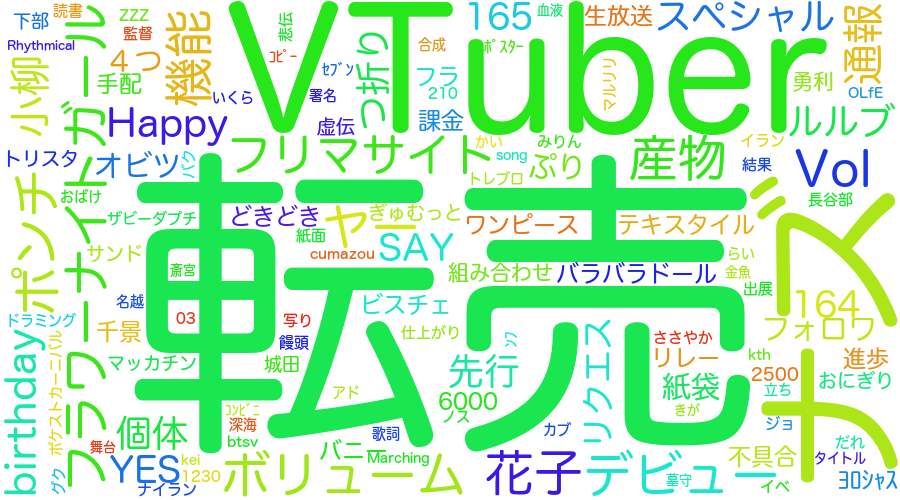 下部
読書
zzz
監督
悲伝
ｺﾋﾟｰ
VTuber
165
血液
生放送
スペシャル
通報
Rhythmical
小柳
4つ
手配
機能
ｾﾌﾞﾝ
っ折り
合成
ﾎﾟｽﾀｰ
フラ
210
マルリリ
勇利
OLfE
いくら
署名
Happy
虚伝
課金
ルルブ
トリスタ
オビツ
バク
フリマサイト
かい
みりん
song
ぷり
トレブロ
産物
イラン
結果
Vol
おばけ
長谷部
ポンチ
フラワーナイトガール
ザビーダプチ
どきどき
紙面
ヤー
ぎゅむっと
ワンピース
テキスタイル
ズ
サンド
cumazou
SAY
転売
組み合わせ
バラバラドール
らい
金魚
斎宮
名越
ビスチェ
出展
164
ドラミング
03
写り
千景
饅頭
仕上がり
ｿﾌ
ささやか
フォロワ
birthday
ポケストカーニバル
マッカチン
城田
先行
リクエス
リレー
kth
進歩
アド
6000
ノス
紙袋
2500
立ち
おにぎり
ｺﾝﾋﾞﾆ
個体
深海
きが
ジョ
ナ
舞台
btsv
バニー
歌詞
カブ
不具合
だれ
タイトル
グク
YES
kei
1230
ナイラン
ボリューム
Marching
花子
デビュー
墓守
イベ
ﾖﾛｼｬｽ